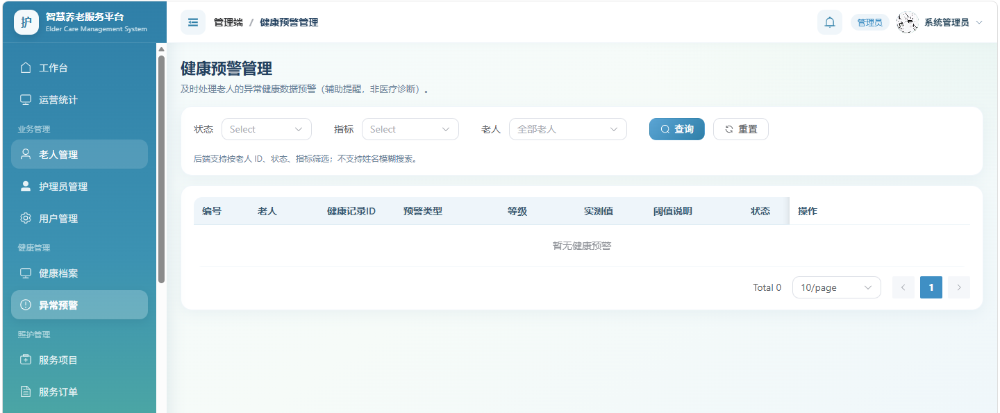 护
智慧养老服务平台
Elder Care Management System
管理端 / 健康预警管理
管理员
系统管理员
工作台
运营统计
业务管理
老人管理
护理员管理
用户管理
健康管理
健康档案
异常预警
照护管理
服务项目
服务订单
健康预警管理
及时处理老人的异常健康数据预警（辅助提醒，非医疗诊断）。
状态 Select 指标 Select 老人 全部老人 查询 重置
后端支持按老人 ID、状态、指标筛选；不支持姓名模糊搜索。
编号 老人 健康记录ID 预警类型 等级 实测值 阈值说明 状态 操作
暂无健康预警
Total 0 10/page 1